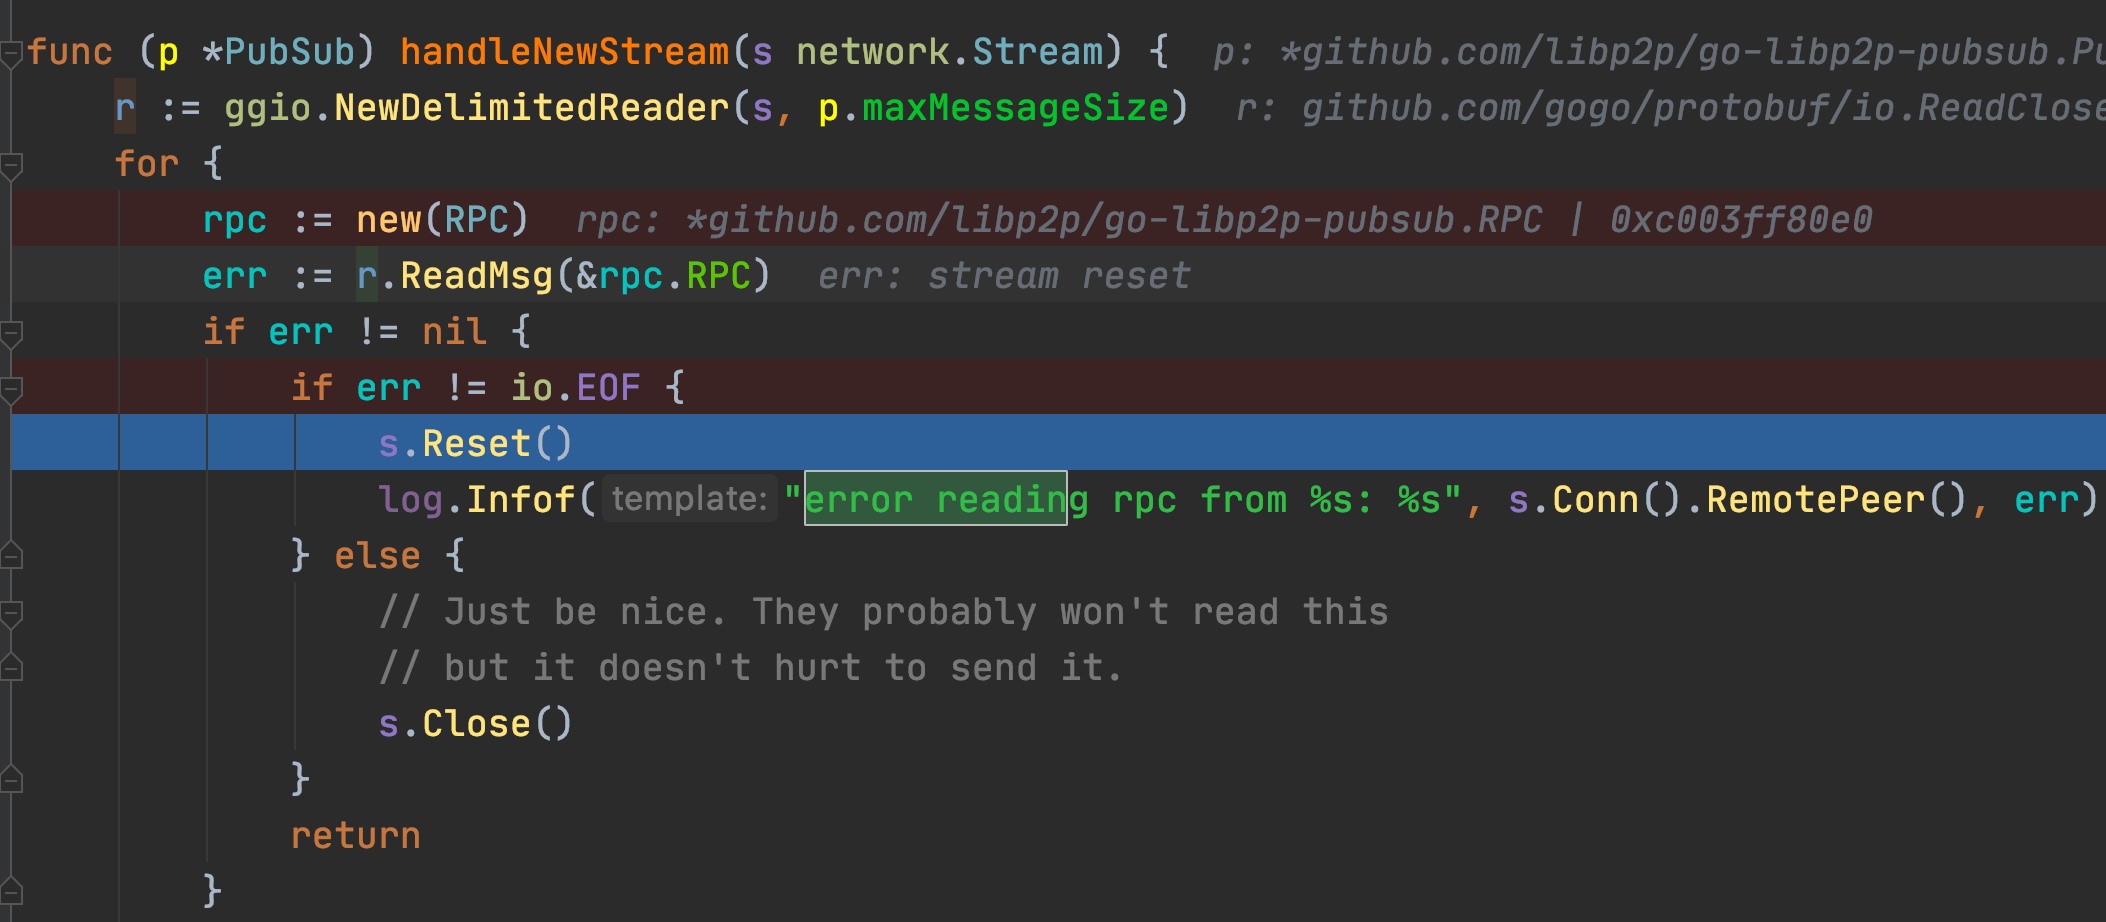 func (p *PubSub) handleNewStream(s network.Stream) {  p: *github.com/libp2p/go-libp2p-pubsub.Pu
r := ggio.NewDelimitedReader(s, p.maxMessageSize)  r: github.com/gogo/protobuf/io.ReadClose
for {
rpc := new(RPC)  rpc: *github.com/libp2p/go-libp2p-pubsub.RPC | 0xc003ff80e0
err := r.ReadMsg(&rpc.RPC)  err: stream reset
if err != nil {
if err != io.EOF {
s.Reset()
log.Infof( template: "error reading rpc from %s: %s", s.Conn().RemotePeer(), err)
} else {
// Just be nice. They probably won't read this
// but it doesn't hurt to send it.
s.Close()
}
return
}